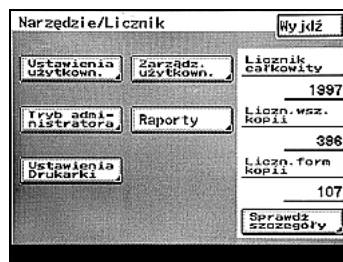 Narzędzie/Licznik
Wyjdź
Ustawienia
użytkown.
Zarządz.
użytkown.
Licznik
całkowity
1997
Tryb admi-
nistratora
Raporty
Liczn.wsz.
kopii
396
Ustawienia
Drukarki
Liczn.form
kopii
107
Sprawdź
szczegóły